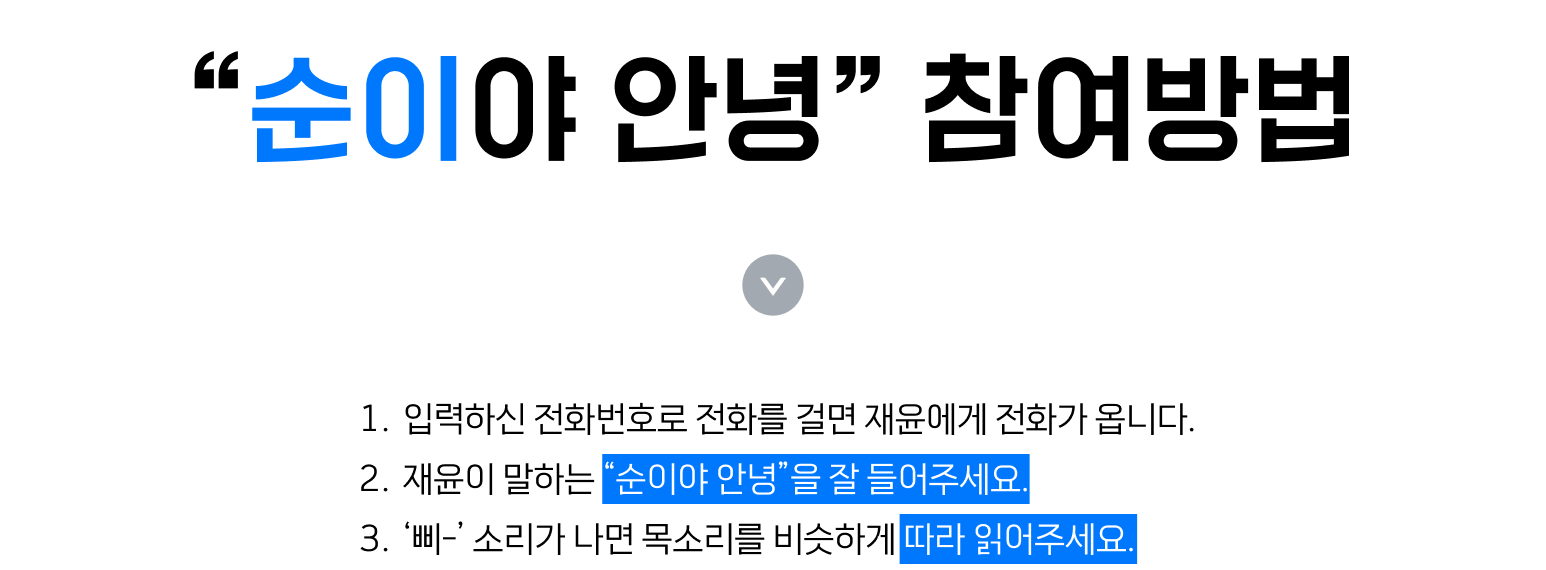 “순이야 안녕” 참여방법
1. 입력하신 전화번호로 전화를 걸면 재윤에게 전화가 옵니다.
2. 재윤이 말하는 “순이야 안녕”을 잘 들어주세요.
3. ‘삐-’ 소리가 나면 목소리를 비슷하게 따라 읽어주세요.